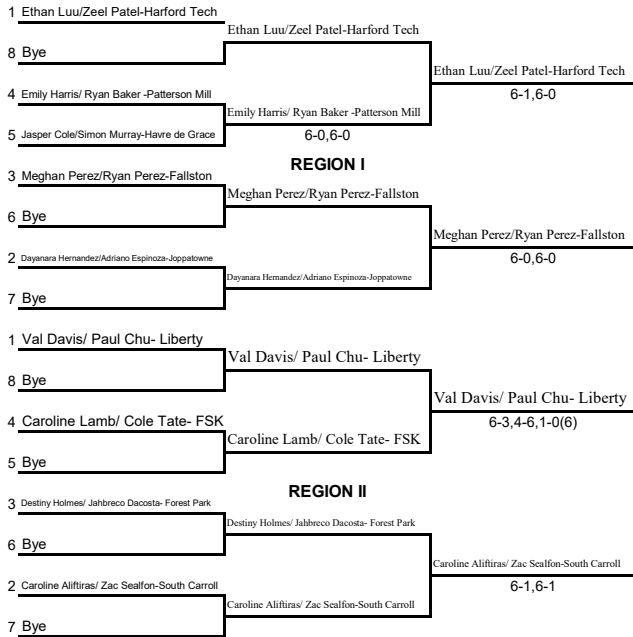 1 Ethan Luu/Zeel Patel-Harford Tech
Ethan Luu/Zeel Patel-Harford Tech
8 Bye
Ethan Luu/Zeel Patel-Harford Tech
4 Emily Harris/ Ryan Baker -Patterson Mill
6-1,6-0
Emily Harris/ Ryan Baker -Patterson Mill
5 Jasper Cole/Simon Murray-Havre de Grace
6-0,6-0
REGION I
3 Meghan Perez/Ryan Perez-Fallston
Meghan Perez/Ryan Perez-Fallston
6 Bye
Meghan Perez/Ryan Perez-Fallston
2 Dayanara Hernandez/Adriano Espinoza-Joppatowne
6-0,6-0
Dayanara Hernandez/Adriano Espinoza-Joppatowne
7 Bye
1 Val Davis/ Paul Chu- Liberty
Val Davis/ Paul Chu- Liberty
8 Bye
Val Davis/ Paul Chu- Liberty
4 Caroline Lamb/ Cole Tate- FSK
6-3,4-6,1-0(6)
Caroline Lamb/ Cole Tate- FSK
5 Bye
REGION II
3 Destiny Holmes/ Jahbreco Dacosta- Forest Park
Destiny Holmes/ Jahbreco Dacosta- Forest Park
6 Bye
Caroline Aliftiras/ Zac Sealfon-South Carroll
2 Caroline Aliftiras/ Zac Sealfon-South Carroll
6-1,6-1
Caroline Aliftiras/ Zac Sealfon-South Carroll
7 Bye